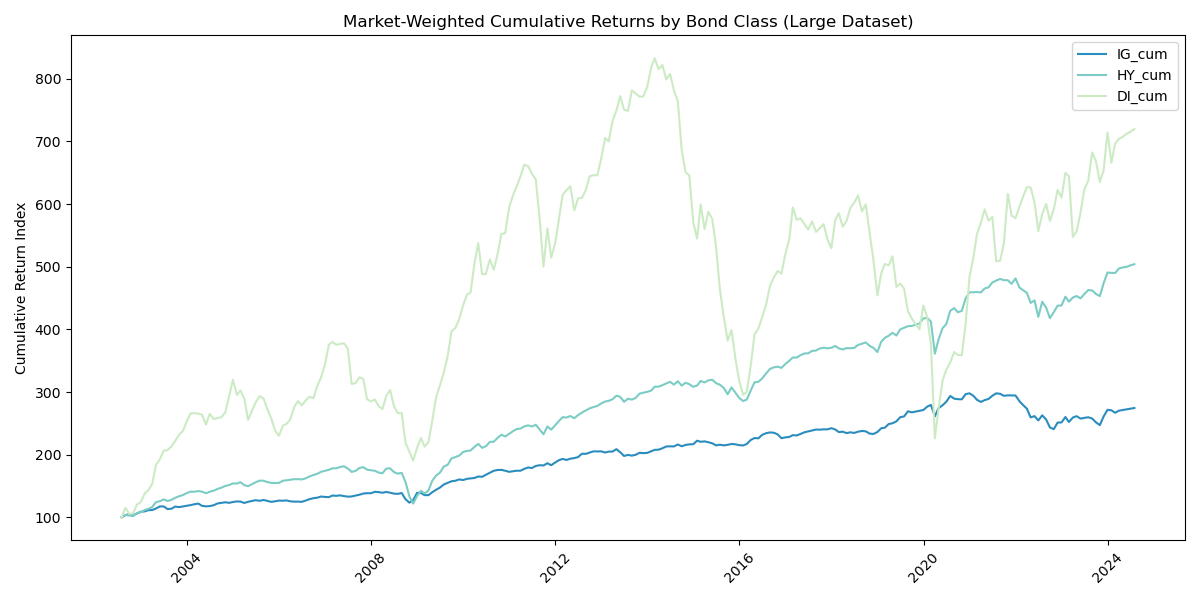 Market-Weighted Cumulative Returns by Bond Class (Large Dataset)
IG_cum
HY_cum
DI_cum
Cumulative Return Index
800
700
600
500
400
300
200
100
2004
2008
2012
2016
2020
2024